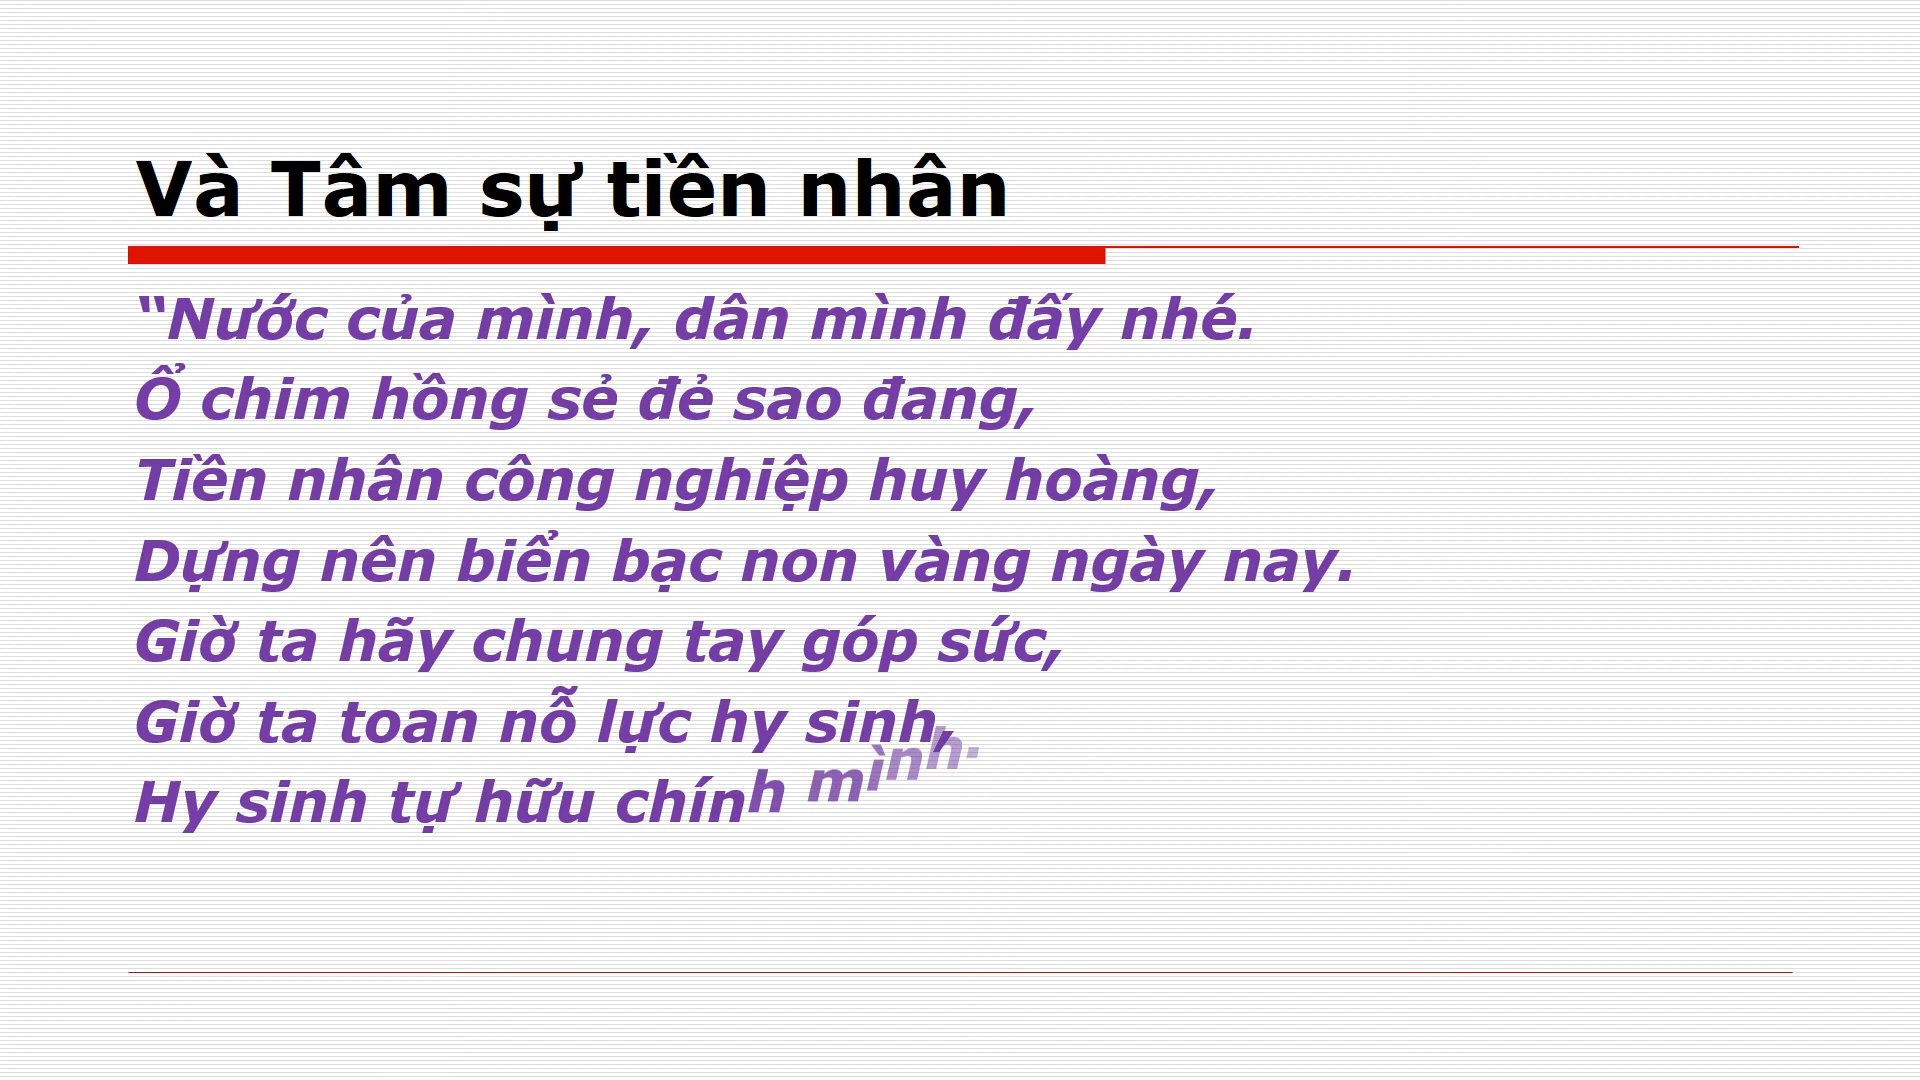 Và Tâm sự tiền nhân
“Nước của mình, dân mình đấy nhé.
Ổ chim hồng sẻ đẻ sao đang,
Tiền nhân công nghiệp huy hoàng,
Dựng nên biển bạc non vàng ngày nay.
Giờ ta hãy chung tay góp sức,
Giờ ta toan nỗ lực hy sinh,
Hy sinh tự hữu chính mình.